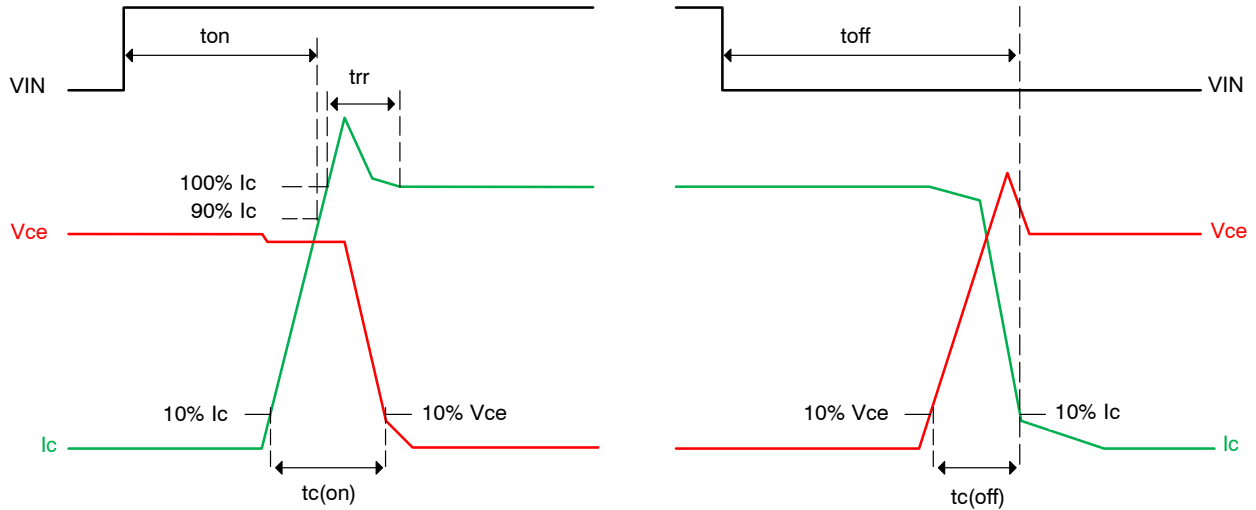 ton
toff
trr
VIN
VIN
100% Ic
90% Ic
Vce
Vce
10% Ic
10% Vce
10% Vce
10% Ic
Ic
Ic
tc(on)
tc(off)